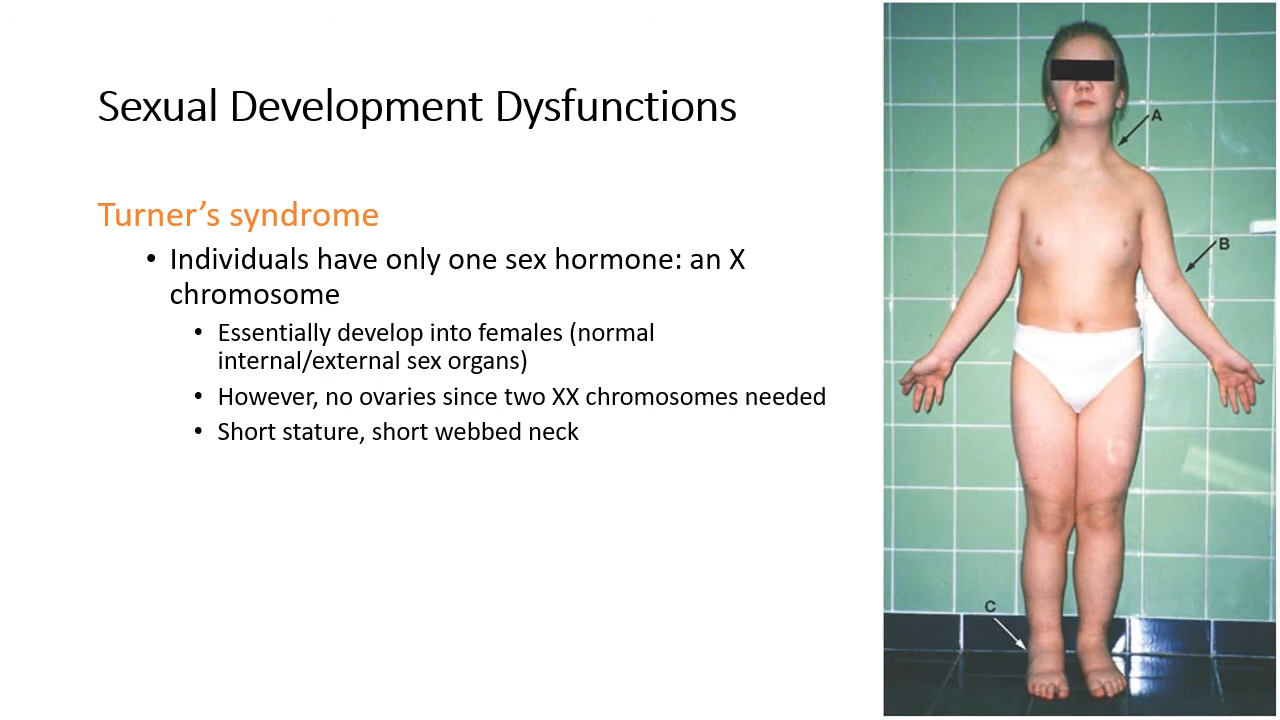 Sexual Development Dysfunctions
Turner’s syndrome
• Individuals have only one sex hormone: an X
chromosome
• Essentially develop into females (normal
internal/external sex organs)
• However, no ovaries since two XX chromosomes needed
• Short stature, short webbed neck
A
B
C